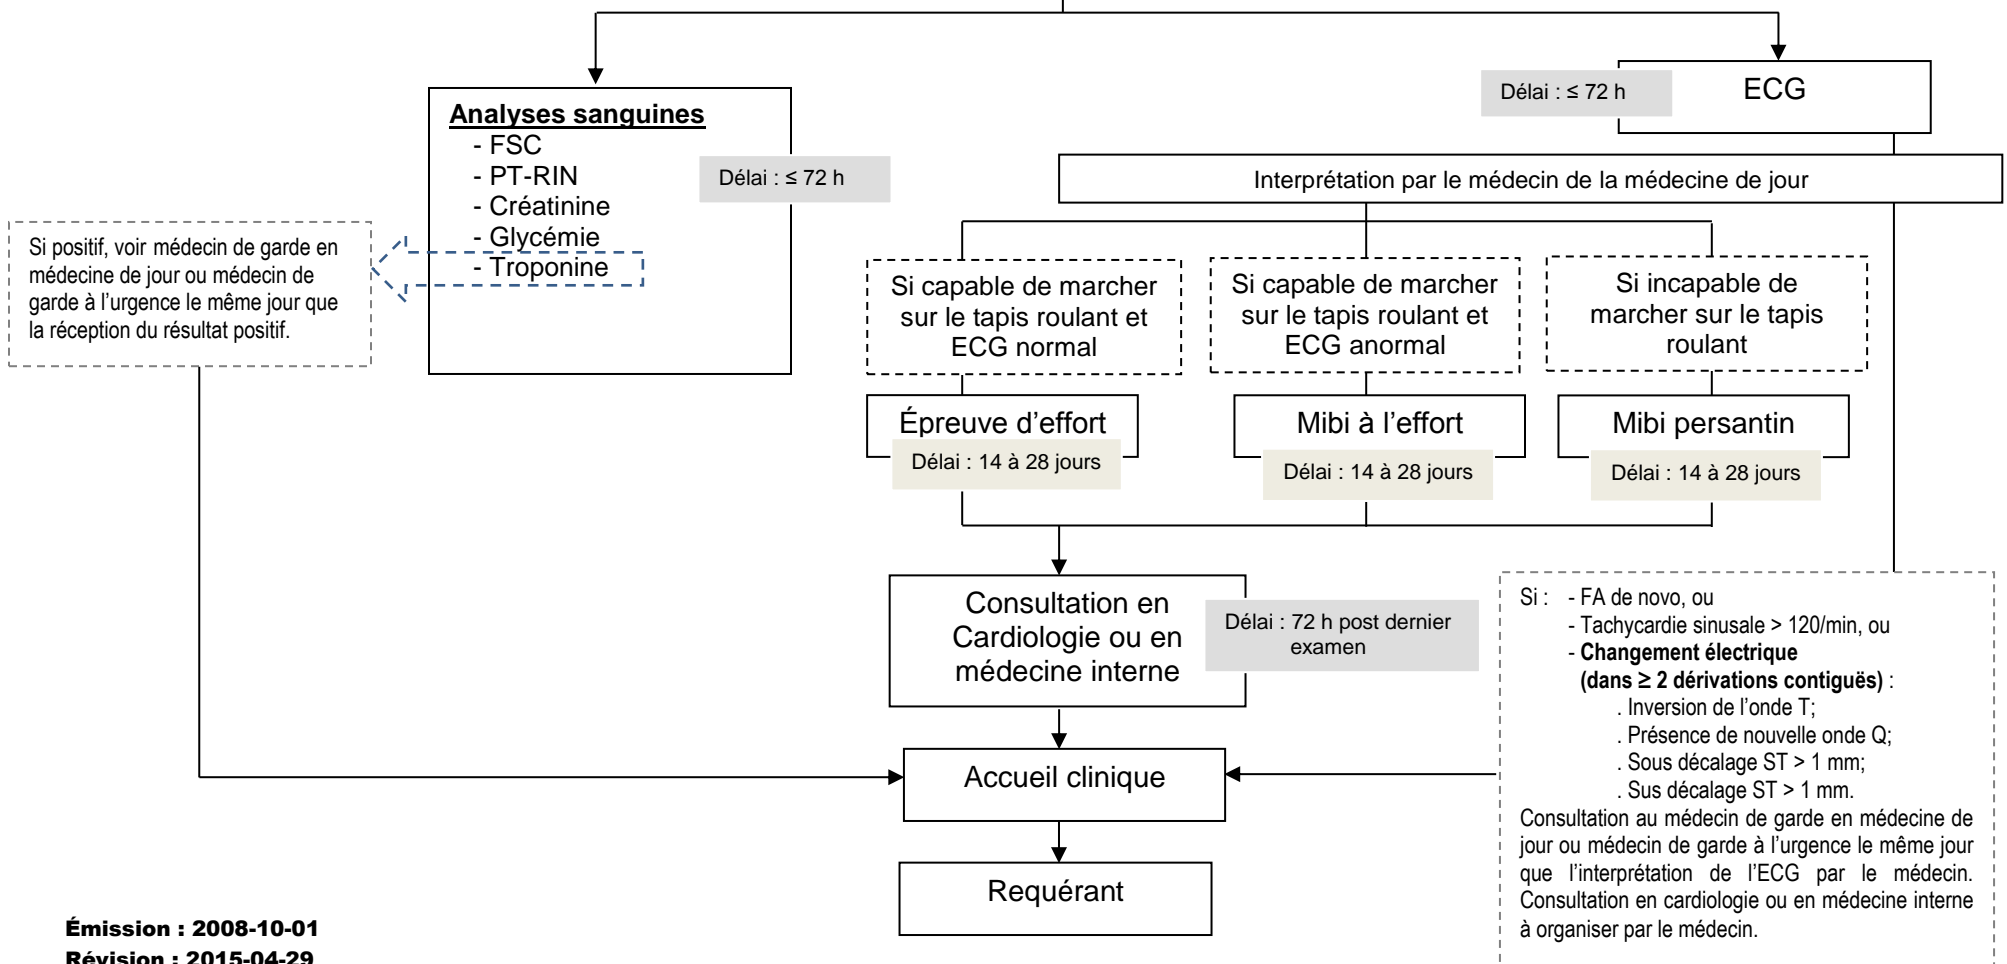 Analyses sanguines
- FSC
- PT-RIN
- Créatinine
- Glycémie
- Troponine
Délai : ≤ 72 h
Si positif, voir médecin de garde en
médecine de jour ou médecin de
garde à l’urgence le même jour que
la réception du résultat positif.
ECG
Délai : ≤ 72 h
Interprétation par le médecin de la médecine de jour
Si capable de marcher
sur le tapis roulant et
ECG normal
Si capable de marcher
sur le tapis roulant et
ECG anormal
Si incapable de
marcher sur le tapis
roulant
Épreuve d’effort
Délai : 14 à 28 jours
Mibi à l’effort
Délai : 14 à 28 jours
Mibi persantin
Délai : 14 à 28 jours
Consultation en
Cardiologie ou en
médecine interne
Délai : 72 h post dernier
examen
Si : - FA de novo, ou
- Tachycardie sinusale > 120/min, ou
- Changement électrique
(dans ≥ 2 dérivations contiguës) :
. Inversion de l’onde T;
. Présence de nouvelle onde Q;
. Sous décalage ST > 1 mm;
. Sus décalage ST > 1 mm.
Consultation au médecin de garde en médecine de
jour ou médecin de garde à l’urgence le même jour
que l’interprétation de l’ECG par le médecin.
Consultation en cardiologie ou en médecine interne
à organiser par le médecin.
Accueil clinique
Requérant
Émission : 2008-10-01
Révision : 2015-04-29